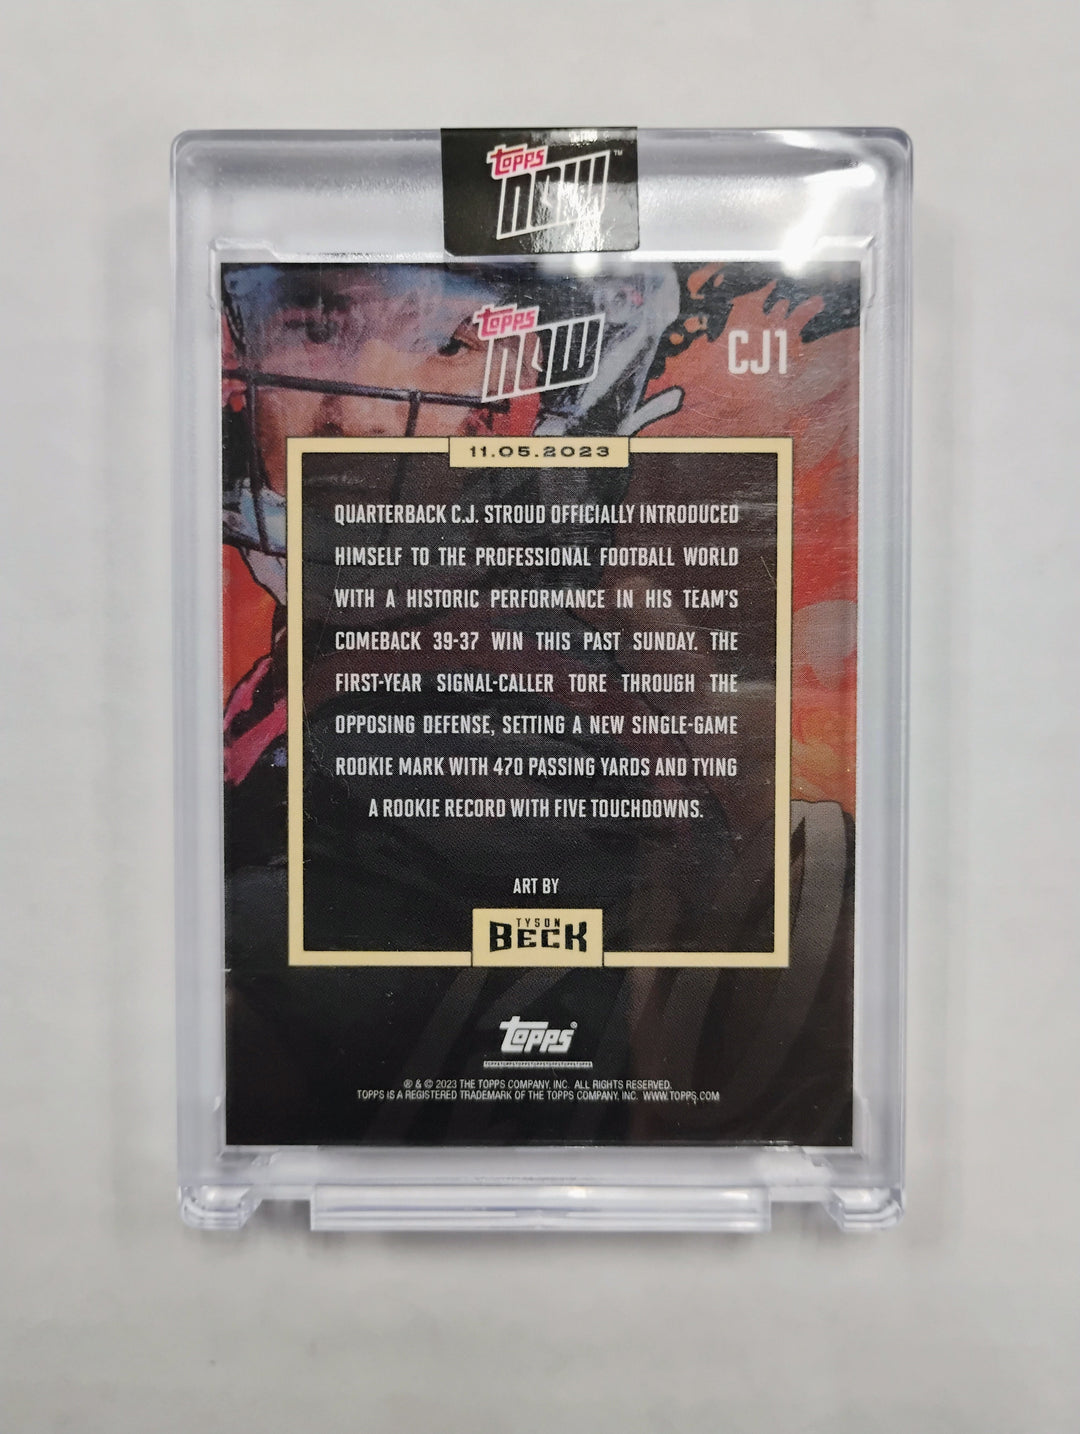 topps NOW™
topps NOW
CJ1
11.05.2023
QUARTERBACK C.J. STROUD OFFICIALLY INTRODUCED
HIMSELF TO THE PROFESSIONAL FOOTBALL WORLD
WITH A HISTORIC PERFORMANCE IN HIS TEAM'S
COMEBACK 39-37 WIN THIS PAST SUNDAY. THE
FIRST-YEAR SIGNAL-CALLER TORE THROUGH THE
OPPOSING DEFENSE, SETTING A NEW SINGLE-GAME
ROOKIE MARK WITH 470 PASSING YARDS AND TYING
A ROOKIE RECORD WITH FIVE TOUCHDOWNS.
ART BY
TYSON
BECK
topps®
® & © 2023 THE TOPPS COMPANY, INC. ALL RIGHTS RESERVED.
TOPPS IS A REGISTERED TRADEMARK OF THE TOPPS COMPANY, INC. WWW.TOPPS.COM